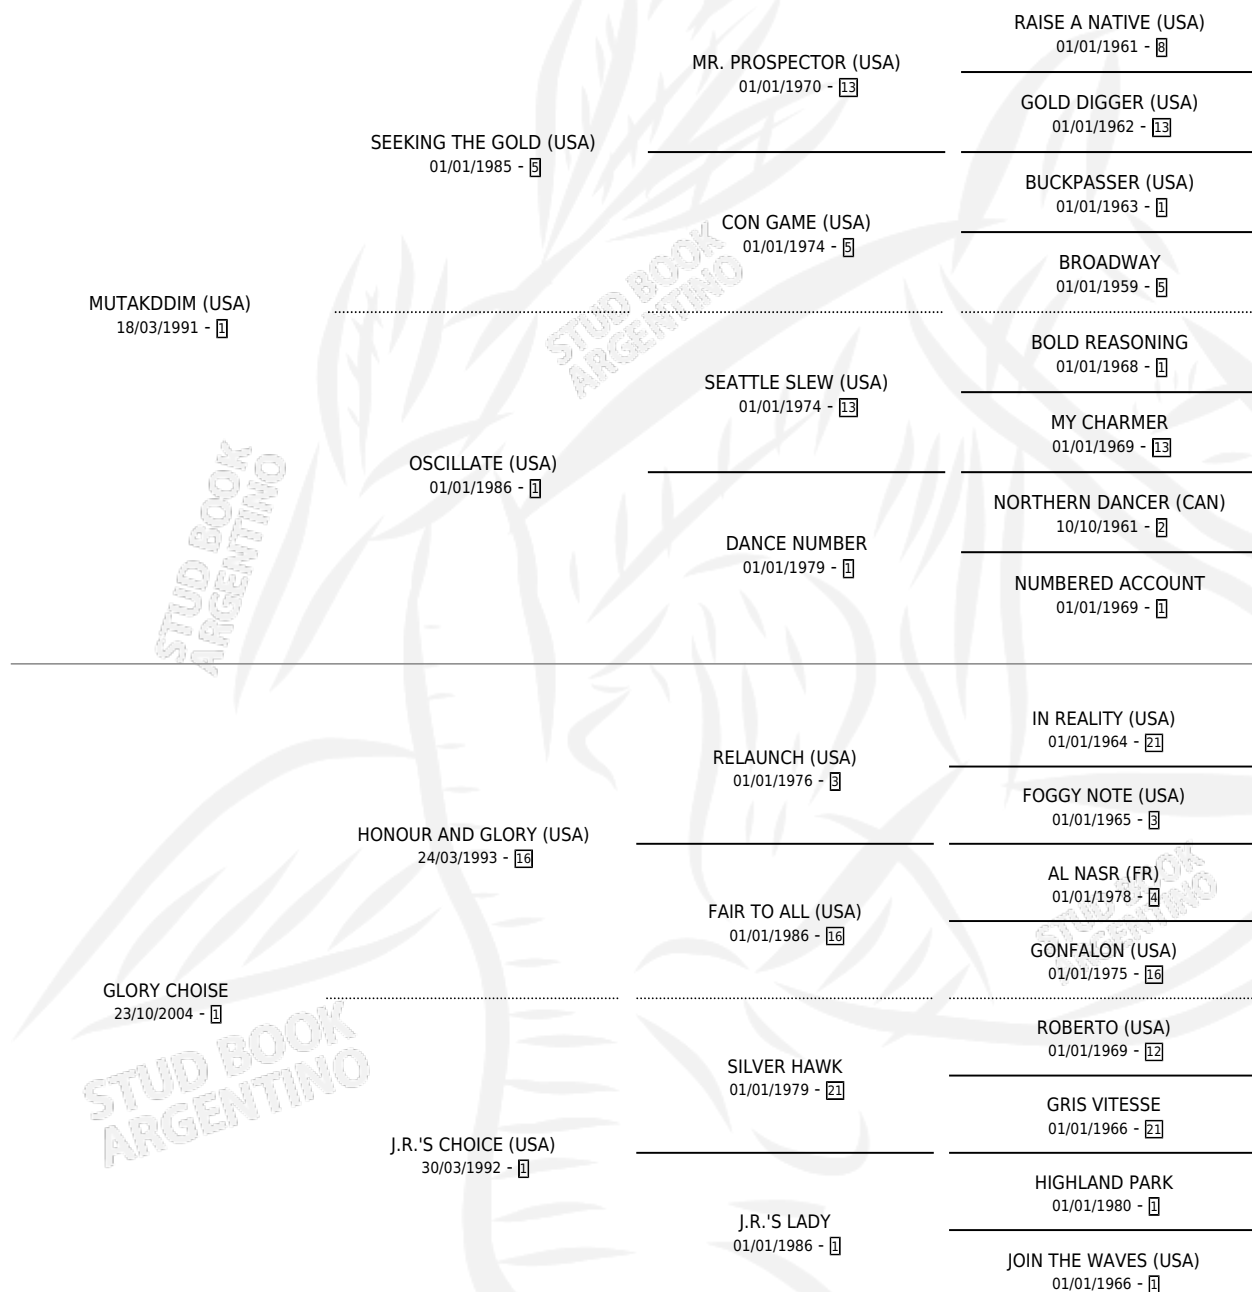 RAISE A NATIVE (USA)
01/01/1961 - 8
MR. PROSPECTOR (USA)
01/01/1970 - 13
GOLD DIGGER (USA)
01/01/1962 - 13
SEEKING THE GOLD (USA)
01/01/1985 - 5
BUCKPASSER (USA)
01/01/1963 - 1
CON GAME (USA)
01/01/1974 - 5
BROADWAY
01/01/1959 - 5
MUTAKDDIM (USA)
18/03/1991 - 1
BOLD REASONING
01/01/1968 - 1
SEATTLE SLEW (USA)
01/01/1974 - 13
MY CHARMER
01/01/1969 - 13
OSCILLATE (USA)
01/01/1986 - 1
NORTHERN DANCER (CAN)
10/10/1961 - 2
DANCE NUMBER
01/01/1979 - 1
NUMBERED ACCOUNT
01/01/1969 - 1
IN REALITY (USA)
01/01/1964 - 21
RELAUNCH (USA)
01/01/1976 - 3
FOGGY NOTE (USA)
01/01/1965 - 3
HONOUR AND GLORY (USA)
24/03/1993 - 16
AL NASR (FR)
01/01/1978 - 4
FAIR TO ALL (USA)
01/01/1986 - 16
GONFALON (USA)
01/01/1975 - 16
GLORY CHOISE
23/10/2004 - 1
ROBERTO (USA)
01/01/1969 - 12
SILVER HAWK
01/01/1979 - 21
GRIS VITESSE
01/01/1966 - 21
J.R.'S CHOICE (USA)
30/03/1992 - 1
HIGHLAND PARK
01/01/1980 - 1
J.R.'S LADY
01/01/1986 - 1
JOIN THE WAVES (USA)
01/01/1966 - 1
STUD BOOK
ARGENTINO
STUD BOOK
ARGENTINO
STUD BOOK
ARGENTINO
STUD BOOK
ARGENTINO